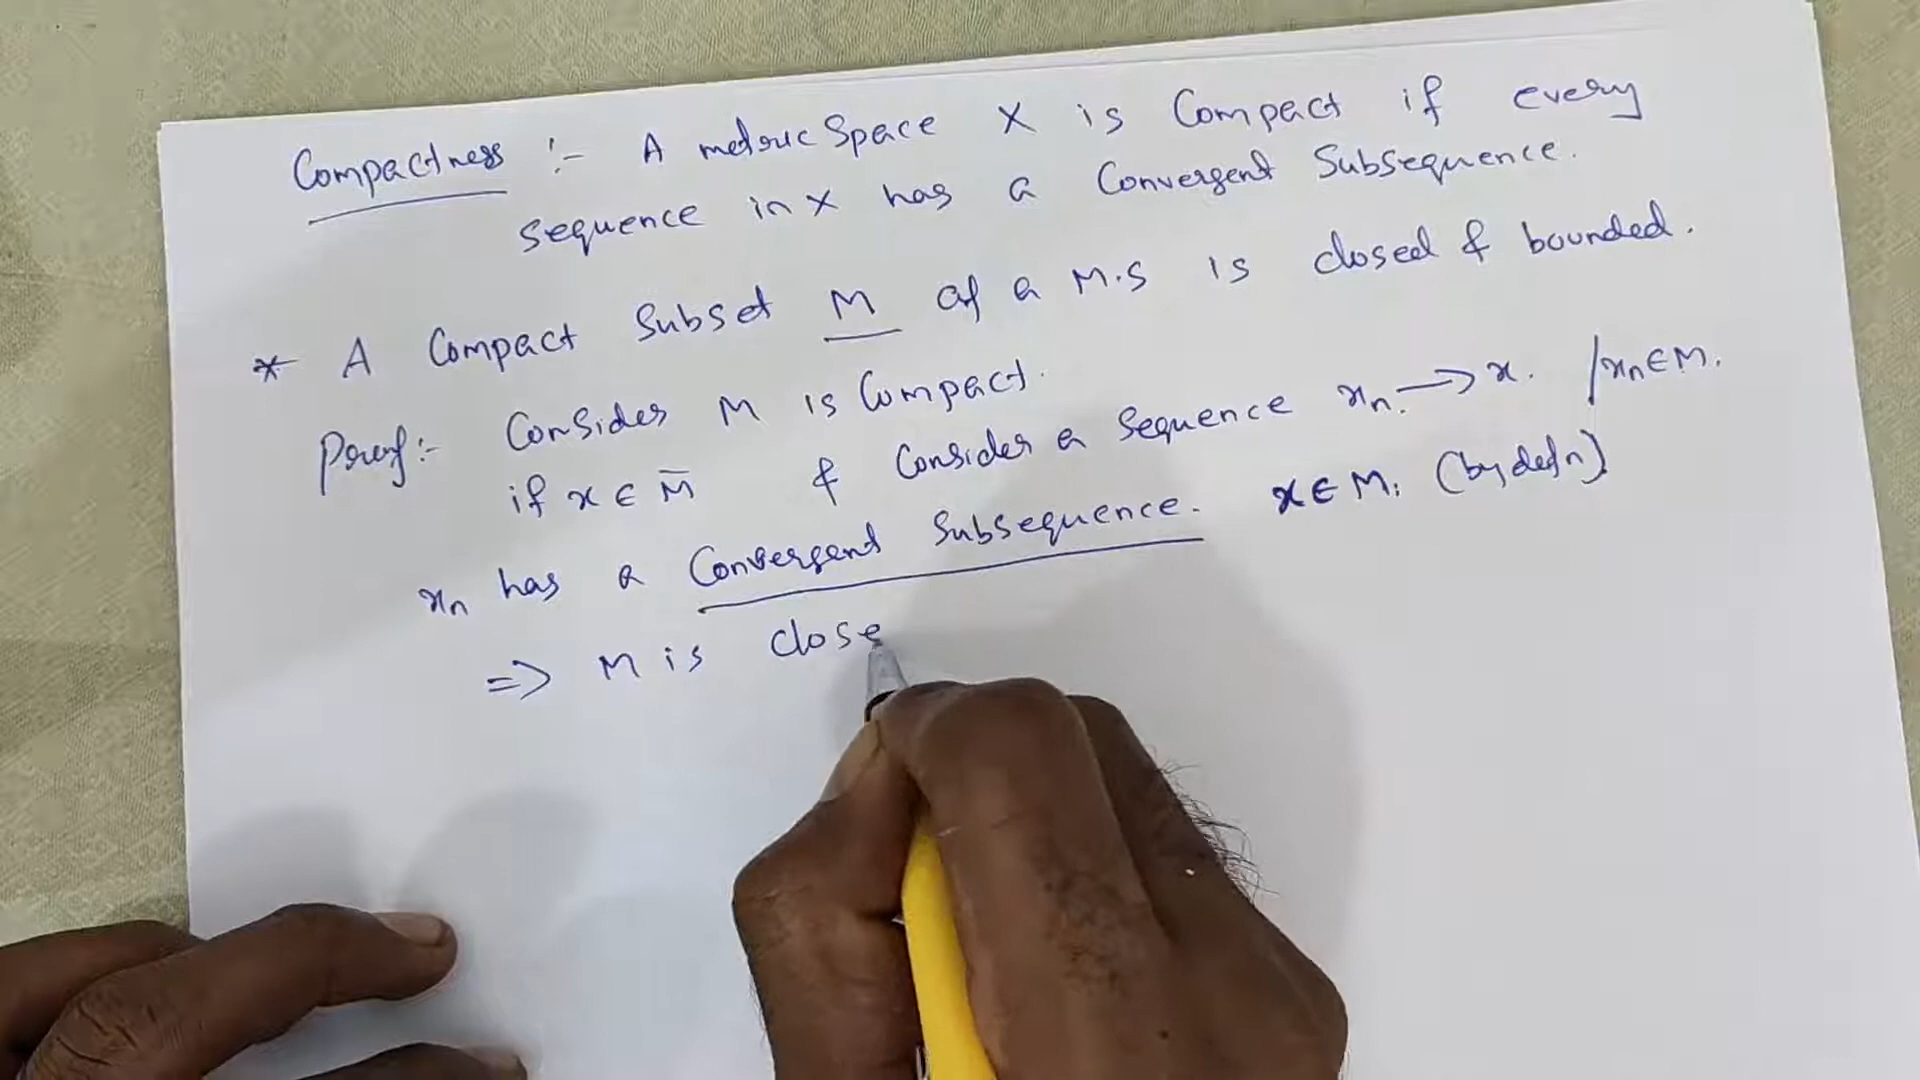 Compactness :- A metric Space X is Compact if every
sequence in X has a Convergent Subsequence.
* A Compact Subset M of a M.S is closed & bounded.
Proof:- Consider M is Compact.
if x ∈ M̄ & Consider a Sequence xₙ → x. /xₙ ∈ M.
xₙ has a Convergent Subsequence. x ∈ M. (by defn)
=> M is close